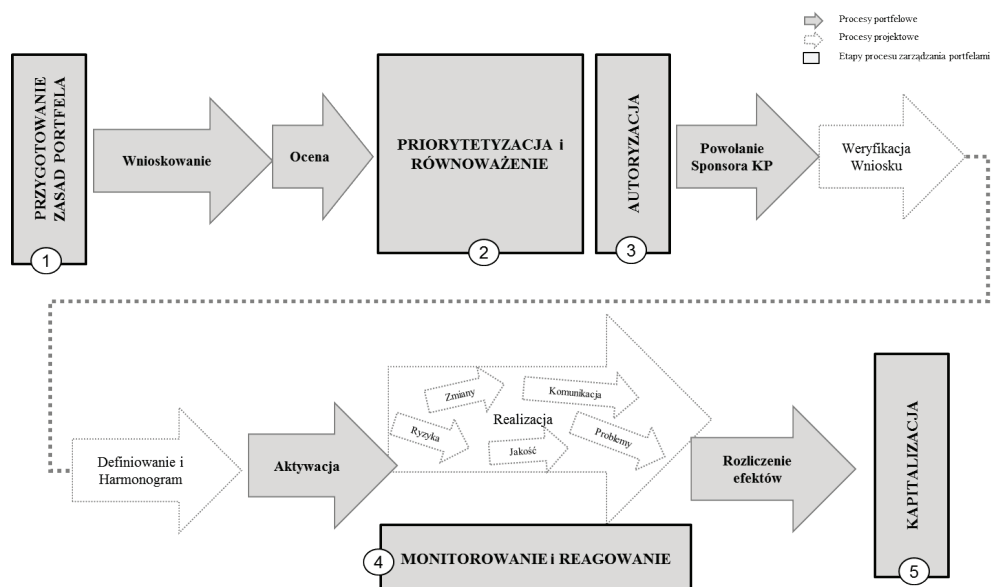 Procesy portfelowe
Procesy projektowe
Etapy procesu zarządzania portfelami
PRZYGOTOWANIE
ZASAD PORTFELA
1
Wnioskowanie
Ocena
PRIORYTETYZACJA i
RÓWNOWAŻENIE
2
AUTORYZACJA
3
Powołanie
Sponsora KP
Weryfikacja
Wniosku
Definiowanie i
Harmonogram
Aktywacja
Zmiany
Komunikacja
Realizacja
Ryzyka
Jakość
Problemy
Rozliczenie
efektów
KAPITALIZACJA
5
4
MONITOROWANIE i REAGOWANIE